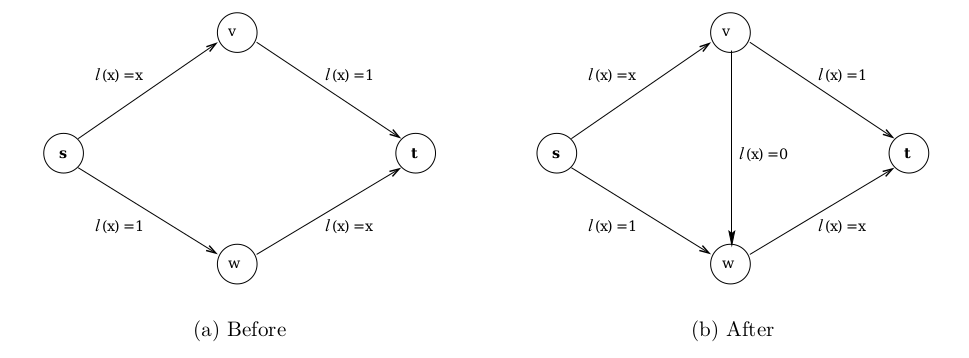 v
v
l(x) =x
l(x) =1
l(x) =x
l(x) =1
s
t
s
l(x) =0
t
l(x) =1
l(x) =x
l(x) =1
l(x) =x
w
w
(a) Before
(b) After